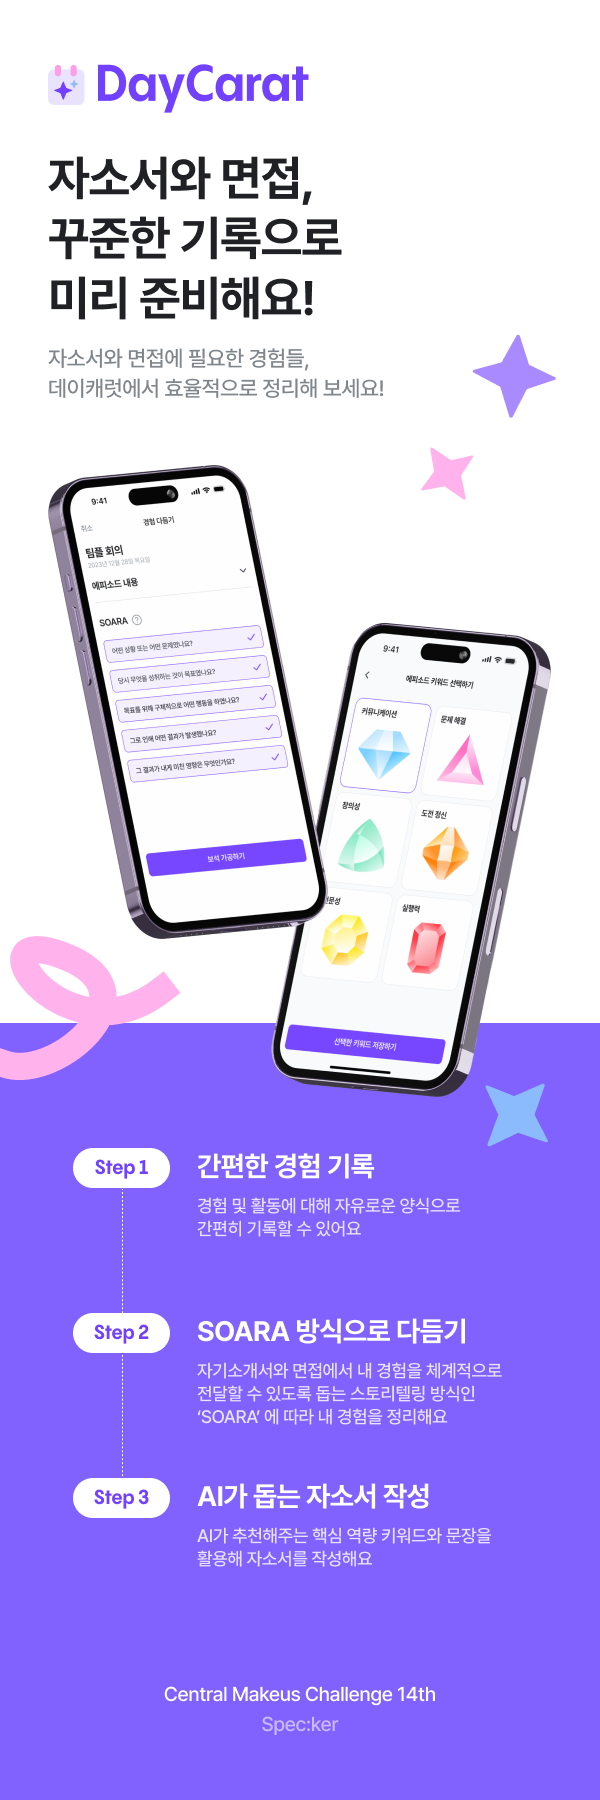 DayCarat
자소서와 면접,
꾸준한 기록으로
미리 준비해요!
자소서와 면접에 필요한 경험들,
데이캐럿에서 효율적으로 정리해 보세요!
9:41
취소
경험 다듬기
팀플 회의
2023년 12월 28일 목요일
에피소드 내용
SOARA ?
어떤 상황 또는 어떤 문제였나요?
당시 무엇을 성취하는 것이 목표였나요?
목표를 위해 구체적으로 어떤 행동을 하였나요?
그로 인해 어떤 결과가 발생했나요?
그 결과가 내게 미친 영향은 무엇인가요?
보석 가공하기
9:41
에피소드 키워드 선택하기
커뮤니케이션
문제 해결
창의성
도전 정신
실행력
선택한 키워드 저장하기
Step 1
간편한 경험 기록
경험 및 활동에 대해 자유로운 양식으로
간편히 기록할 수 있어요
Step 2
SOARA 방식으로 다듬기
자기소개서와 면접에서 내 경험을 체계적으로
전달할 수 있도록 돕는 스토리텔링 방식인
‘SOARA’ 에 따라 내 경험을 정리해요
Step 3
AI가 돕는 자소서 작성
AI가 추천해주는 핵심 역량 키워드와 문장을
활용해 자소서를 작성해요
Central Makeus Challenge 14th
Spec:ker